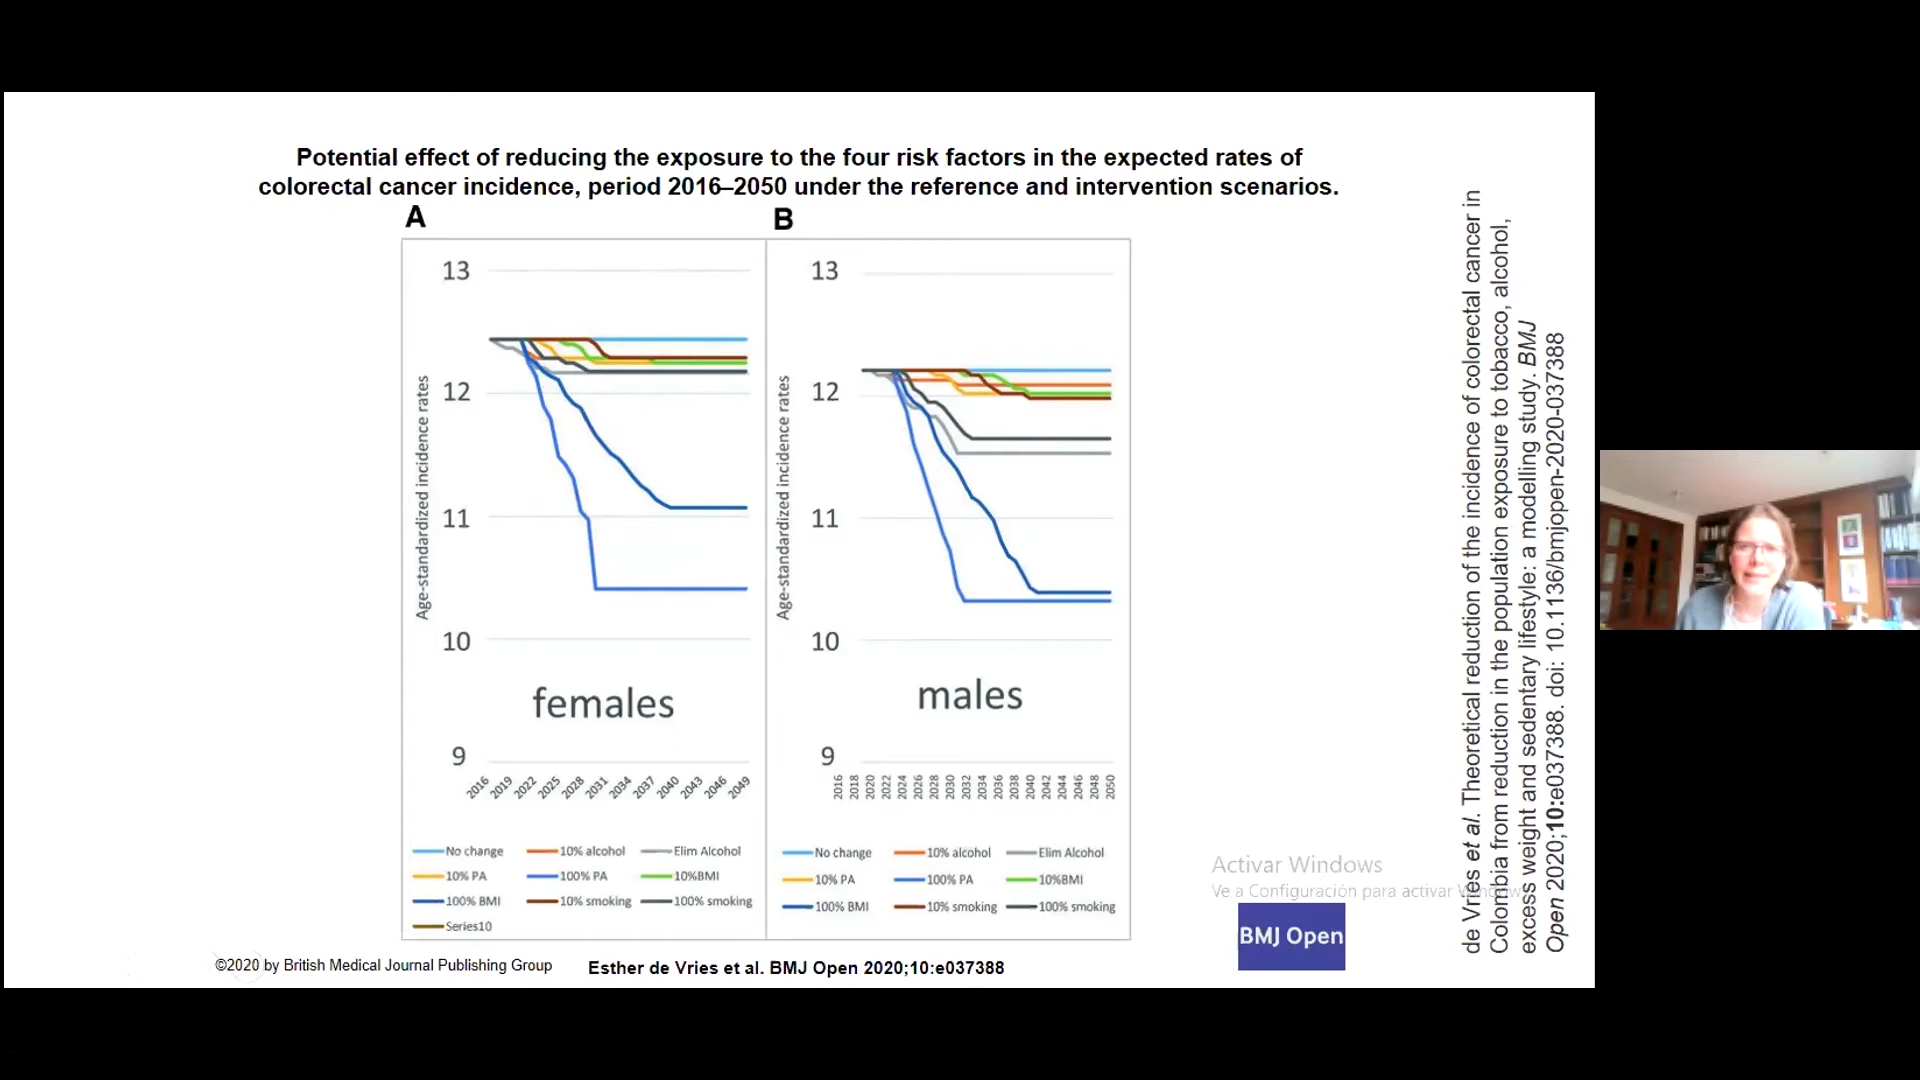 Potential effect of reducing the exposure to the four risk factors in the expected rates of
colorectal cancer incidence, period 2016–2050 under the reference and intervention scenarios.
A
13
12
11
10
9
Age-standardized incidence rates
females
2016 2019 2022 2025 2028 2031 2034 2037 2040 2043 2046 2049
No change 10% alcohol Elim Alcohol
10% PA 100% PA 10%BMI
100% BMI 10% smoking 100% smoking
Series10
B
13
12
11
10
9
Age-standardized incidence rates
males
2016 2018 2020 2022 2024 2026 2028 2030 2032 2034 2036 2038 2040 2042 2044 2046 2048 2050
No change 10% alcohol Elim Alcohol
10% PA 100% PA 10%BMI
100% BMI 10% smoking 100% smoking
de Vries et al. Theoretical reduction of the incidence of colorectal cancer in
Colombia from reduction in the population exposure to tobacco, alcohol,
excess weight and sedentary lifestyle: a modelling study. BMJ
Open 2020;10:e037388. doi: 10.1136/bmjopen-2020-037388
Activar Windows
Ve a Configuración para activar Windows
BMJ Open
©2020 by British Medical Journal Publishing Group
Esther de Vries et al. BMJ Open 2020;10:e037388